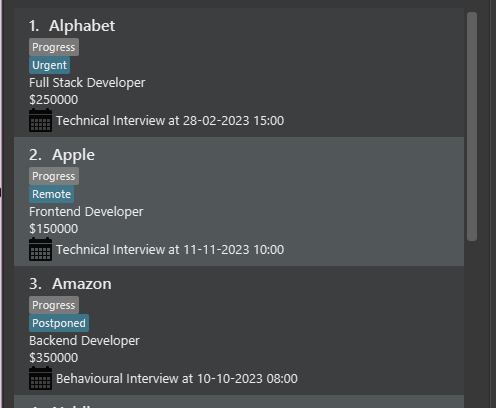 1. Alphabet
Progress
Urgent
Full Stack Developer
$250000
Technical Interview at 28-02-2023 15:00
2. Apple
Progress
Remote
Frontend Developer
$150000
Technical Interview at 11-11-2023 10:00
3. Amazon
Progress
Postponed
Backend Developer
$350000
Behavioural Interview at 10-10-2023 08:00